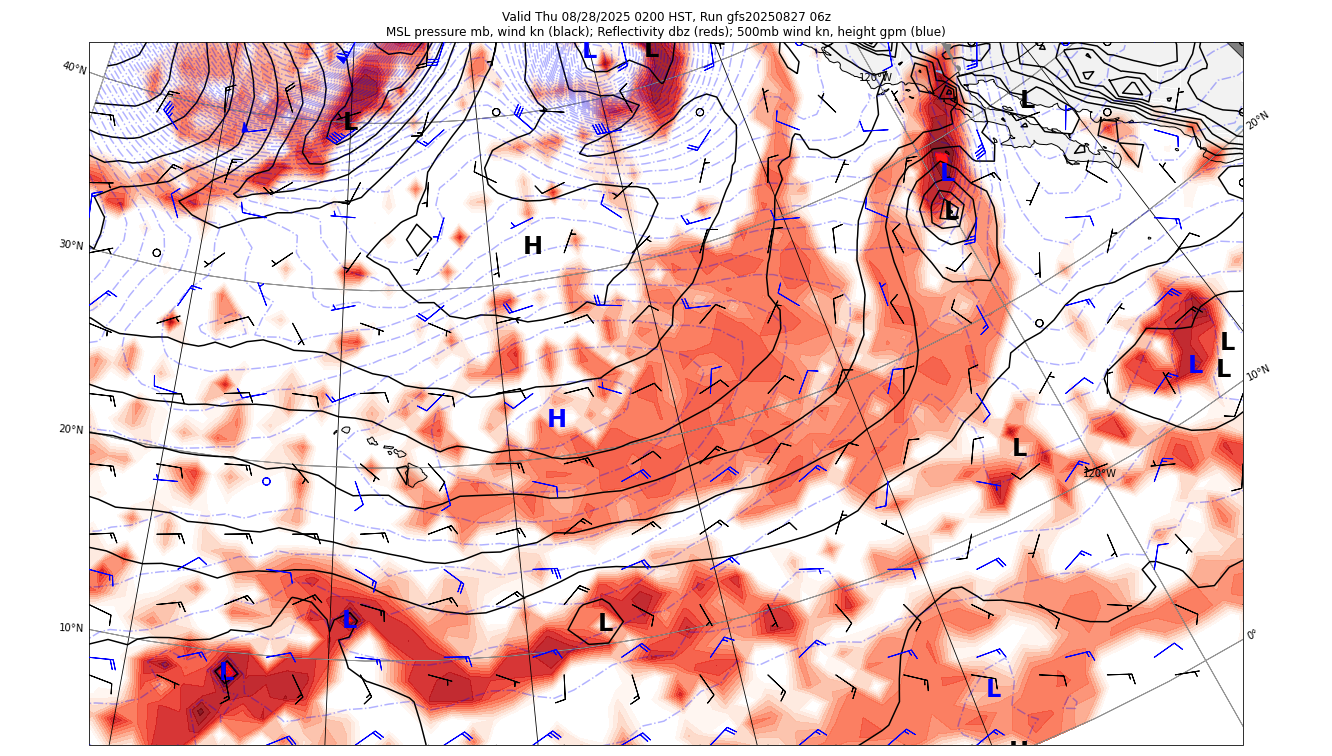 Valid Thu 08/28/2025 0200 HST, Run gfs20250827 06z
MSL pressure mb, wind kn (black); Reflectivity dbz (reds); 500mb wind kn, height gpm (blue)
L L
40°N 120°W
L L 20°N
L
L
30°N H
L
L L
10°N
H
20°N
L
120°W
L
10°N L 0°
L
L
H